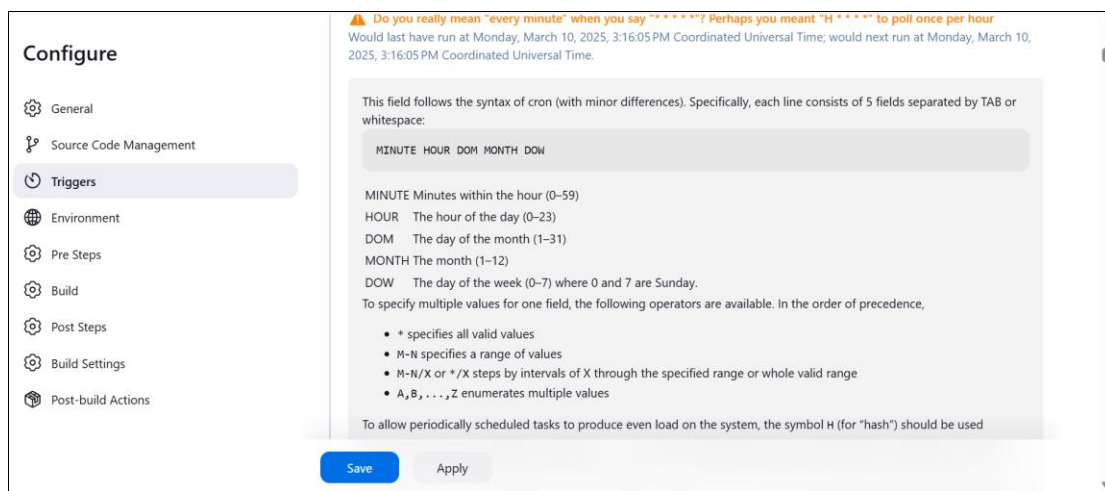 Configure
General
Source Code Management
Triggers
Environment
Pre Steps
Build
Post Steps
Build Settings
Post-build Actions
Do you really mean "every minute" when you say "* * * * *"? Perhaps you meant "H * * * *" to poll once per hour
Would last have run at Monday, March 10, 2025, 3:16:05 PM Coordinated Universal Time; would next run at Monday, March 10,
2025, 3:16:05 PM Coordinated Universal Time.
This field follows the syntax of cron (with minor differences). Specifically, each line consists of 5 fields separated by TAB or
whitespace:
MINUTE HOUR DOM MONTH DOW
MINUTE Minutes within the hour (0–59)
HOUR The hour of the day (0–23)
DOM The day of the month (1–31)
MONTH The month (1–12)
DOW The day of the week (0–7) where 0 and 7 are Sunday.
To specify multiple values for one field, the following operators are available. In the order of precedence,
• * specifies all valid values
• M-N specifies a range of values
• M-N/X or */X steps by intervals of X through the specified range or whole valid range
• A,B,...,Z enumerates multiple values
To allow periodically scheduled tasks to produce even load on the system, the symbol H (for “hash”) should be used
Save Apply